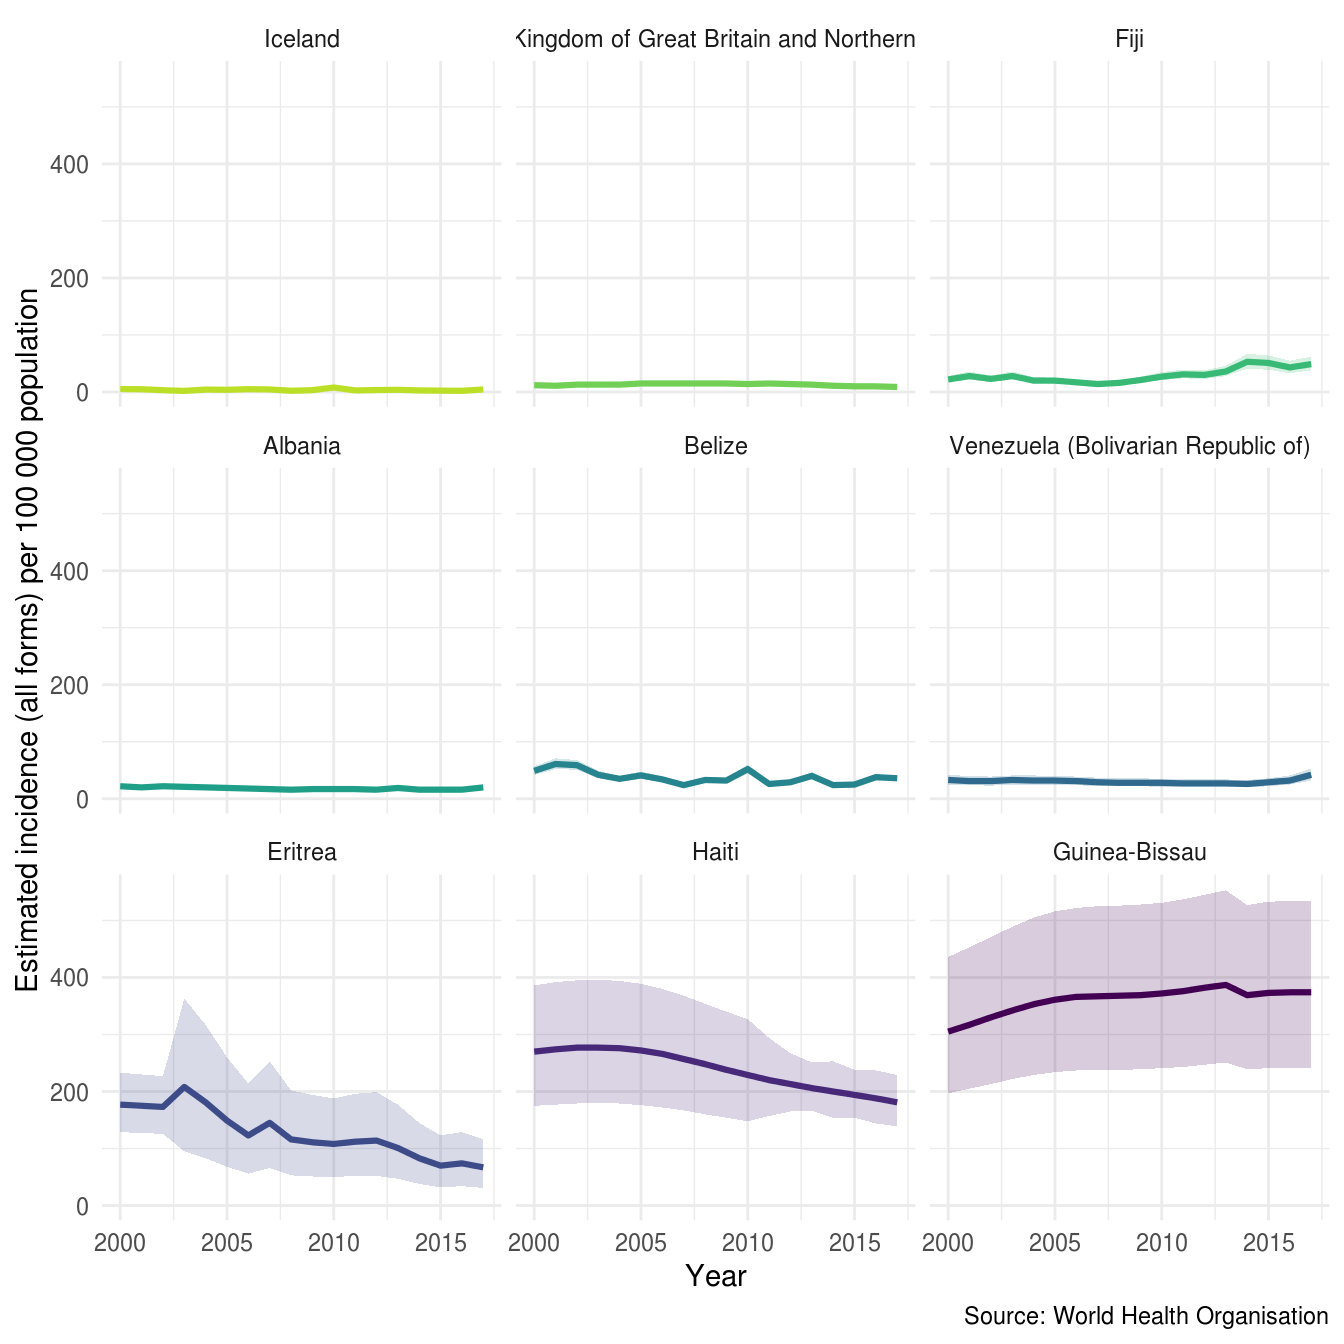 Iceland
Kingdom of Great Britain and Northern
Fiji
400
200
0
Albania
Belize
Venezuela (Bolivarian Republic of)
400
200
0
Eritrea
Haiti
Guinea-Bissau
400
200
0
2000 2005 2010 2015
2000 2005 2010 2015
2000 2005 2010 2015
Year
Estimated incidence (all forms) per 100 000 population
Source: World Health Organisation